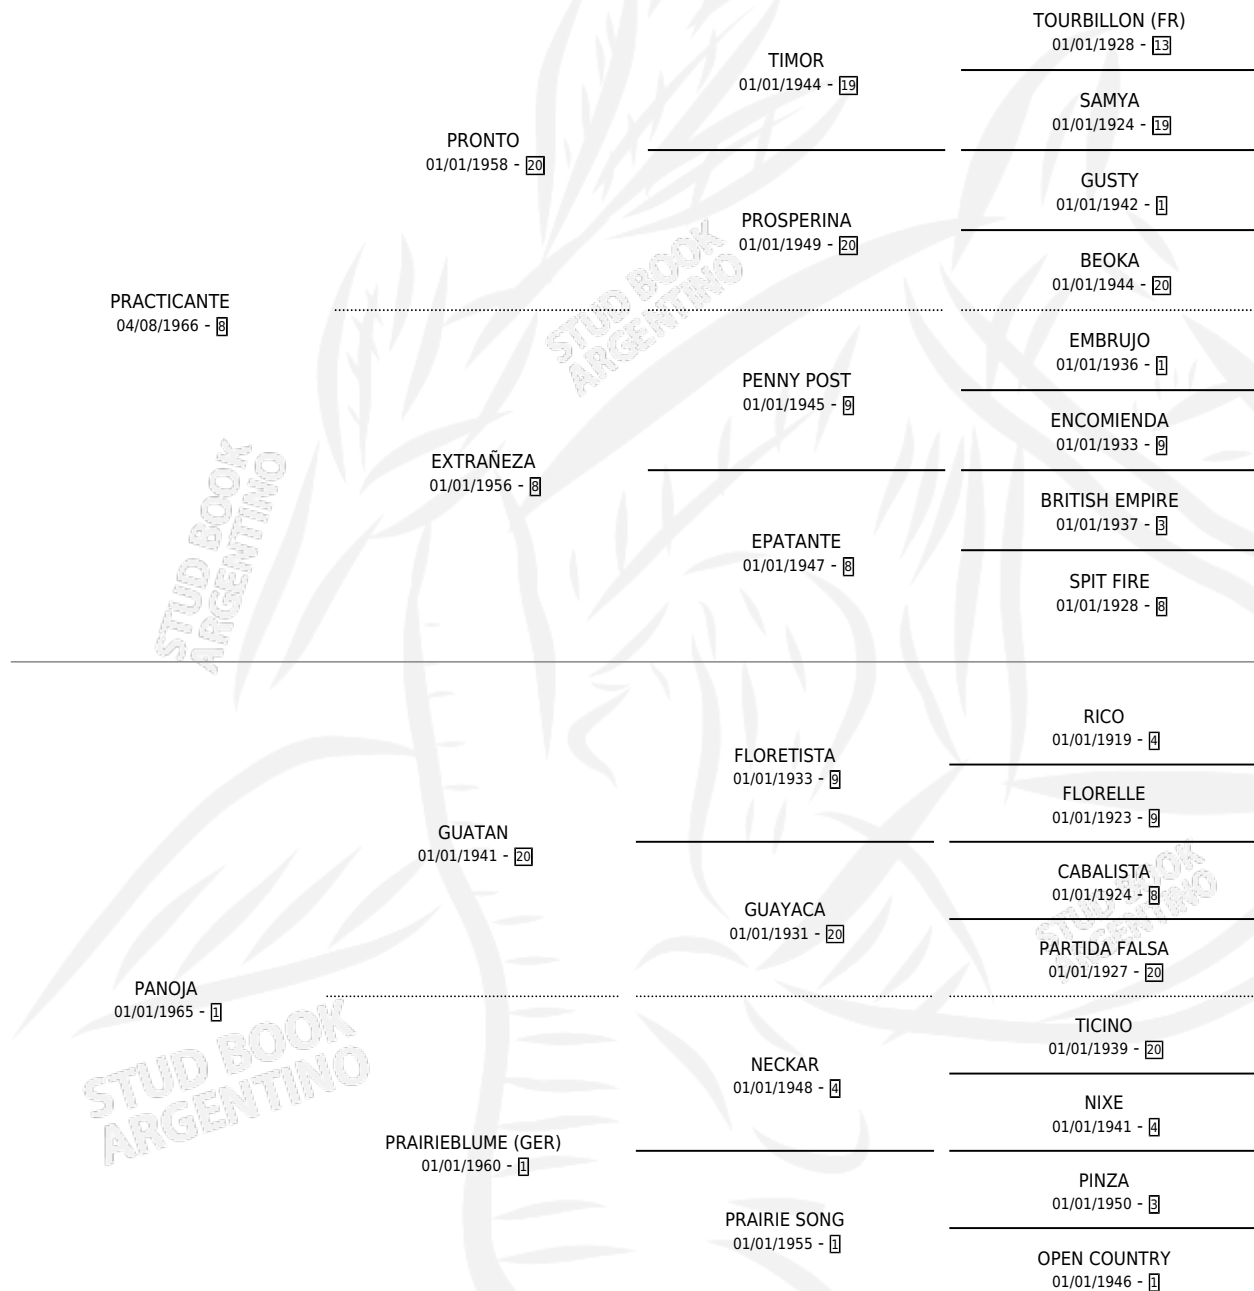 TOURBILLON (FR)
01/01/1928 - 13
TIMOR
01/01/1944 - 19
SAMYA
01/01/1924 - 19
PRONTO
01/01/1958 - 20
GUSTY
01/01/1942 - 1
PROSPERINA
01/01/1949 - 20
BEOKA
01/01/1944 - 20
PRACTICANTE
04/08/1966 - 8
EMBRUJO
01/01/1936 - 1
PENNY POST
01/01/1945 - 9
ENCOMIENDA
01/01/1933 - 9
EXTRAÑEZA
01/01/1956 - 8
BRITISH EMPIRE
01/01/1937 - 3
EPATANTE
01/01/1947 - 8
SPIT FIRE
01/01/1928 - 8
RICO
01/01/1919 - 4
FLORETISTA
01/01/1933 - 9
FLORELLE
01/01/1923 - 9
GUATAN
01/01/1941 - 20
CABALISTA
01/01/1924 - 8
GUAYACA
01/01/1931 - 20
PARTIDA FALSA
01/01/1927 - 20
PANOJA
01/01/1965 - 1
TICINO
01/01/1939 - 20
NECKAR
01/01/1948 - 4
NIXE
01/01/1941 - 4
PRAIRIEBLUME (GER)
01/01/1960 - 1
PINZA
01/01/1950 - 3
PRAIRIE SONG
01/01/1955 - 1
OPEN COUNTRY
01/01/1946 - 1
STUD BOOK
ARGENTINO
STUD BOOK
ARGENTINO
STUD BOOK
ARGENTINO
STUD BOOK
ARGENTINO